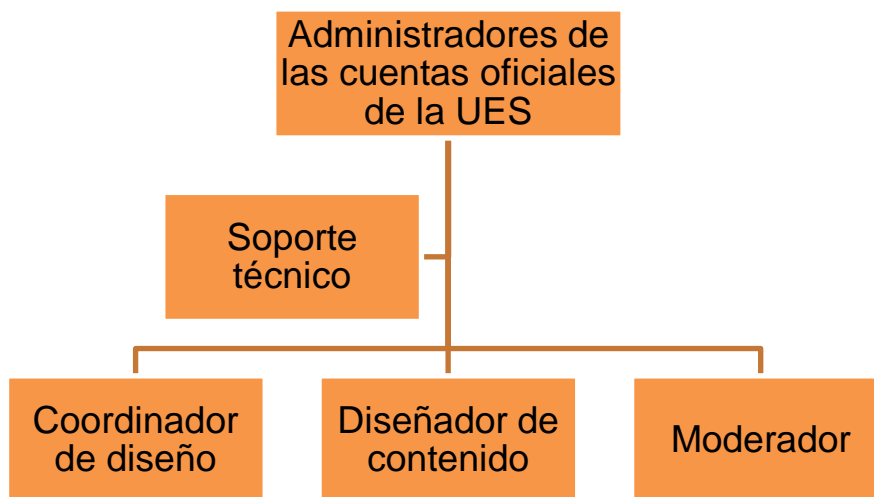 Administradores de
las cuentas oficiales
de la UES
Soporte
técnico
Coordinador
de diseño
Diseñador de
contenido
Moderador